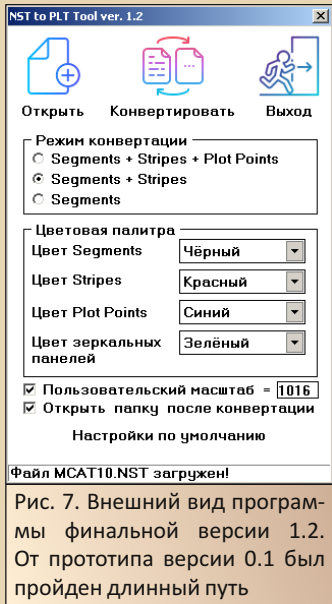 NST to PLT Tool ver. 1.2
Открыть Конвертировать Выход
Режим конвертации
Segments + Stripes + Plot Points
Segments + Stripes
Segments
Цветовая палитра
Цвет Segments Чёрный
Цвет Stripes Красный
Цвет Plot Points Синий
Цвет зеркальных Зелёный
панелей
Пользовательский масштаб = 1016
Открыть папку после конвертации
Настройки по умолчанию
Файл MCAT10.NST загружен!
Рис. 7. Внешний вид програм-
мы финальной версии 1.2.
От прототипа версии 0.1 был
пройден длинный путь